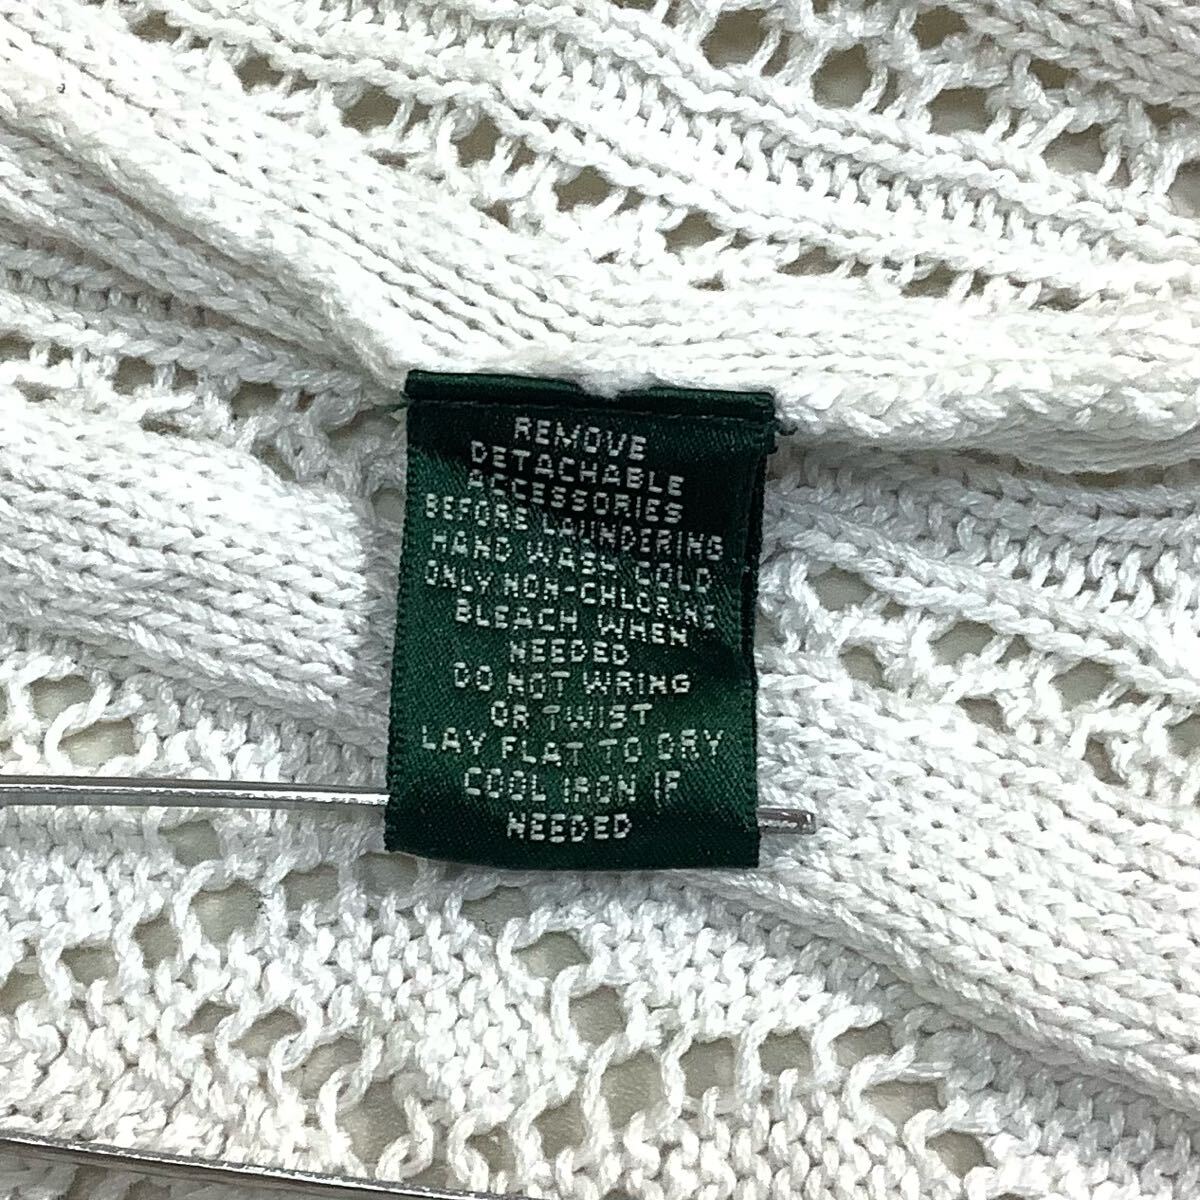 REMOVE
DETACHABLE
ACCESSORIES
BEFORE LAUNDERING
HAND WASH COLD
ONLY NON-CHLORINE
BLEACH WHEN
NEEDED
DO NOT WRING
OR TWIST
LAY FLAT TO DRY
COOL IRON IF
NEEDED